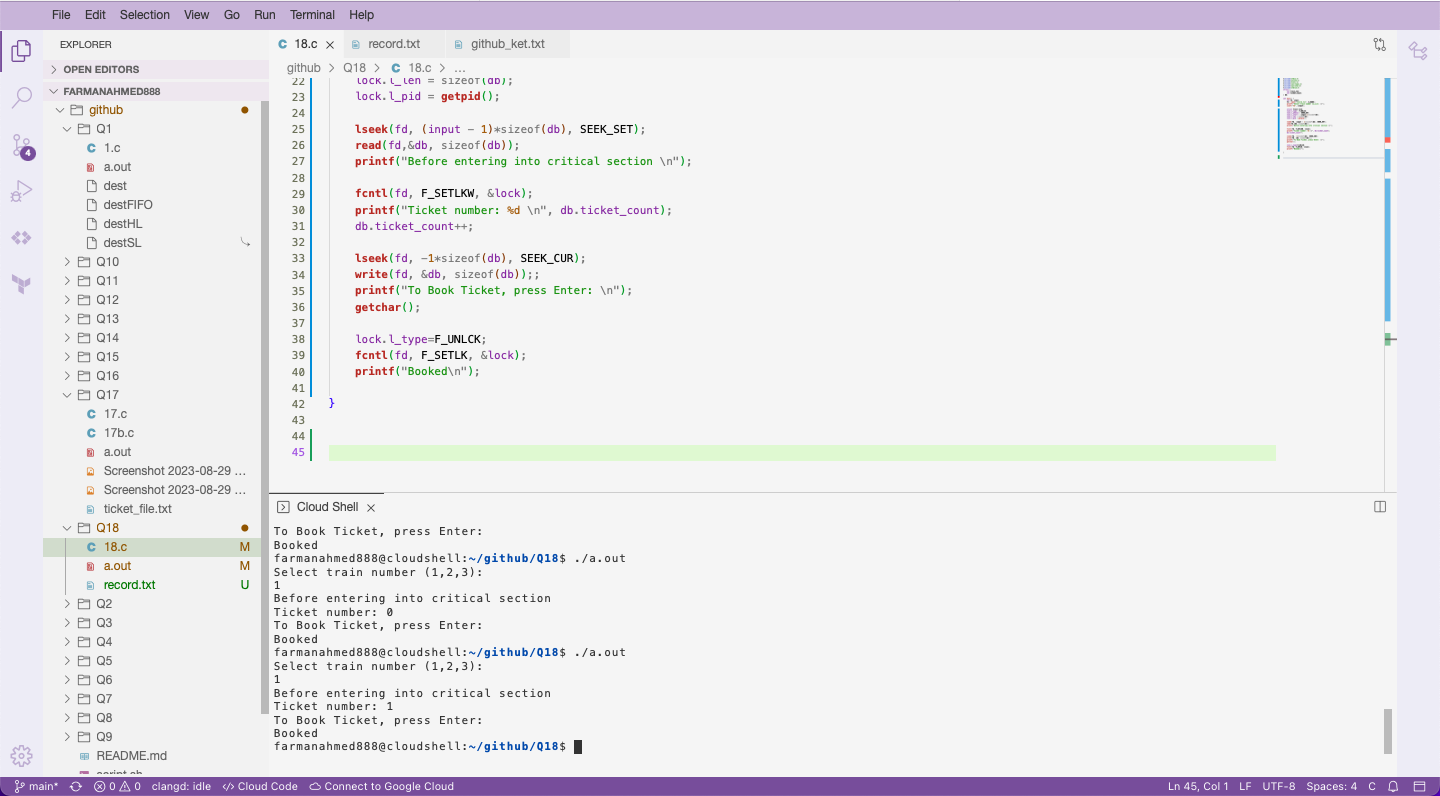 File Edit Selection View Go Run Terminal Help
EXPLORER
OPEN EDITORS
FARMANAHMED888
github
Q1
C 1.c
a.out
dest
destFIFO
destHL
destSL
Q10
Q11
Q12
Q13
Q14
Q15
Q16
Q17
C 17.c
C 17b.c
a.out
Screenshot 2023-08-29 ...
Screenshot 2023-08-29 ...
ticket_file.txt
Q18
C 18.c M
a.out M
record.txt U
Q2
Q3
Q4
Q5
Q6
Q7
Q8
Q9
README.md
script.sh
4
C 18.c record.txt github_ket.txt
github > Q18 > C 18.c > ...
22 lock.l_len = sizeof(db);
23 lock.l_pid = getpid();
24
25 lseek(fd, (input - 1)*sizeof(db), SEEK_SET);
26 read(fd,&db, sizeof(db));
27 printf("Before entering into critical section \n");
28
29 fcntl(fd, F_SETLKW, &lock);
30 printf("Ticket number: %d \n", db.ticket_count);
31 db.ticket_count++;
32
33 lseek(fd, -1*sizeof(db), SEEK_CUR);
34 write(fd, &db, sizeof(db));;
35 printf("To Book Ticket, press Enter: \n");
36 getchar();
37
38 lock.l_type=F_UNLCK;
39 fcntl(fd, F_SETLK, &lock);
40 printf("Booked\n");
41
42 }
43
44
45
Cloud Shell
To Book Ticket, press Enter:
Booked
farmanahmed888@cloudshell:~/github/Q18$ ./a.out
Select train number (1,2,3):
1
Before entering into critical section
Ticket number: 0
To Book Ticket, press Enter:
Booked
farmanahmed888@cloudshell:~/github/Q18$ ./a.out
Select train number (1,2,3):
1
Before entering into critical section
Ticket number: 1
To Book Ticket, press Enter:
Booked
farmanahmed888@cloudshell:~/github/Q18$
main* 0 0 clangd: idle Cloud Code Connect to Google Cloud Ln 45, Col 1 LF UTF-8 Spaces: 4 C